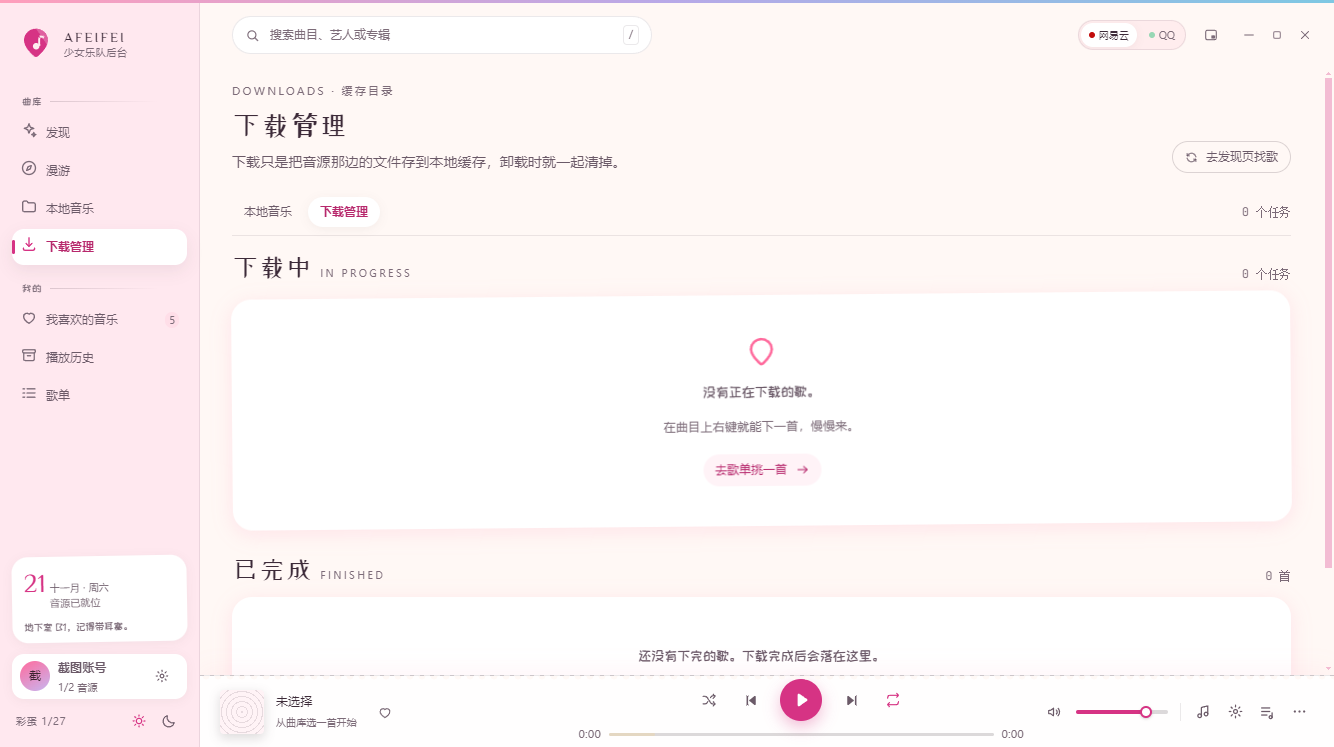 AFEIFEI
少女乐队后台
曲库
发现
漫游
本地音乐
下载管理
我的
我喜欢的音乐 5
播放历史
歌单
21 十一月 · 周六
音源已就位
地下室 B1，记得带耳塞。
截 截图账号
1/2 音源
彩蛋 1/27
搜索曲目、艺人或专辑 /
网易云 QQ
DOWNLOADS · 缓存目录
下载管理
下载只是把音源那边的文件存到本地缓存，卸载时就一起清掉。
去发现页找歌
本地音乐 下载管理 0 个任务
下载中 IN PROGRESS 0 个任务
没有正在下载的歌。
在曲目上右键就能下一首，慢慢来。
去歌单挑一首
已完成 FINISHED 0 首
还没有下完的歌。下载完成后会落在这里。
未选择
从曲库选一首开始
0:00 0:00